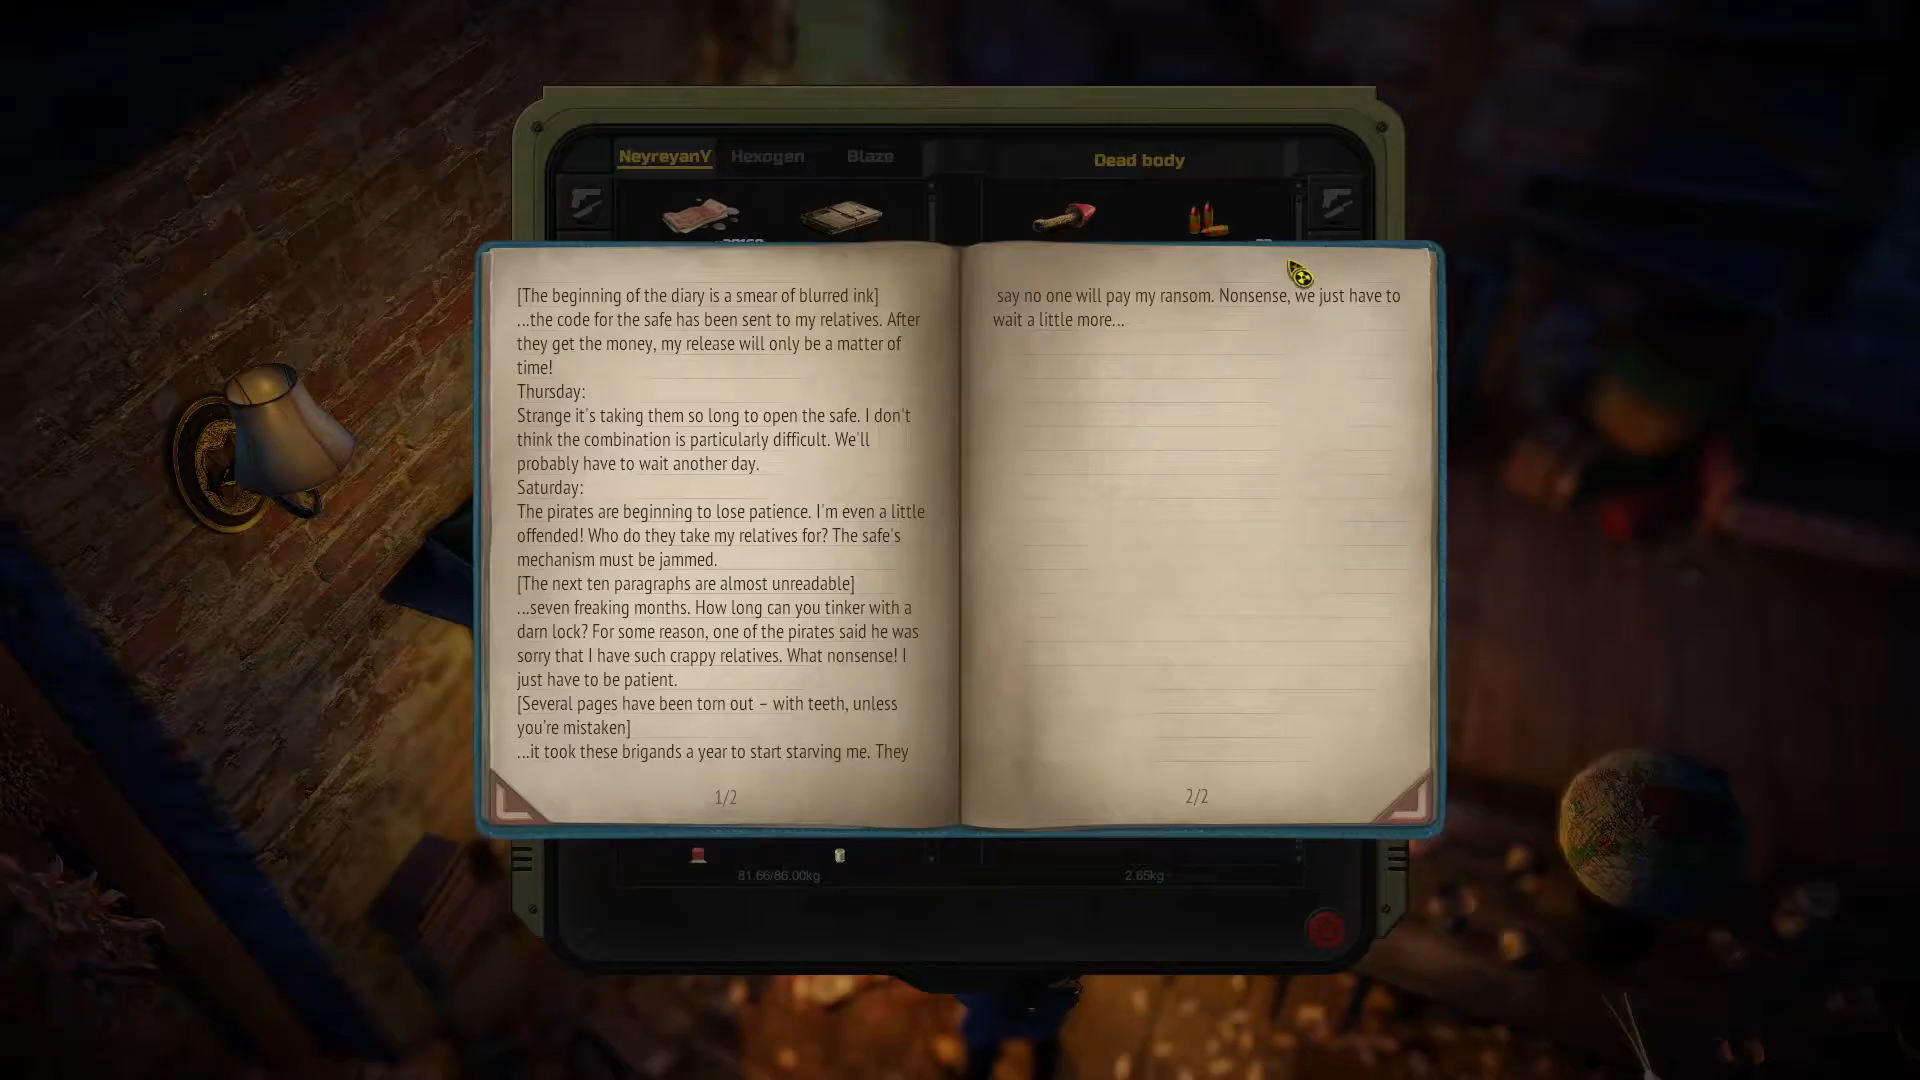 NeyreyanY Hexogen Blaze
Dead body
[The beginning of the diary is a smear of blurred ink]
...the code for the safe has been sent to my relatives. After
they get the money, my release will only be a matter of
time!
Thursday:
Strange it's taking them so long to open the safe. I don't
think the combination is particularly difficult. We'll
probably have to wait another day.
Saturday:
The pirates are beginning to lose patience. I'm even a little
offended! Who do they take my relatives for? The safe's
mechanism must be jammed.
[The next ten paragraphs are almost unreadable]
...seven freaking months. How long can you tinker with a
darn lock? For some reason, one of the pirates said he was
sorry that I have such crappy relatives. What nonsense! I
just have to be patient.
[Several pages have been torn out – with teeth, unless
you're mistaken]
...it took these brigands a year to start starving me. They
1/2
say no one will pay my ransom. Nonsense, we just have to
wait a little more...
2/2
81.66/86.00kg
2.65kg